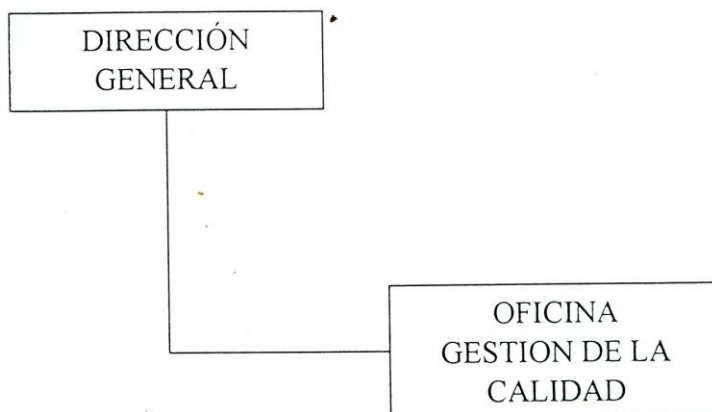 DIRECCIÓN
GENERAL
OFICINA
GESTION DE LA
CALIDAD